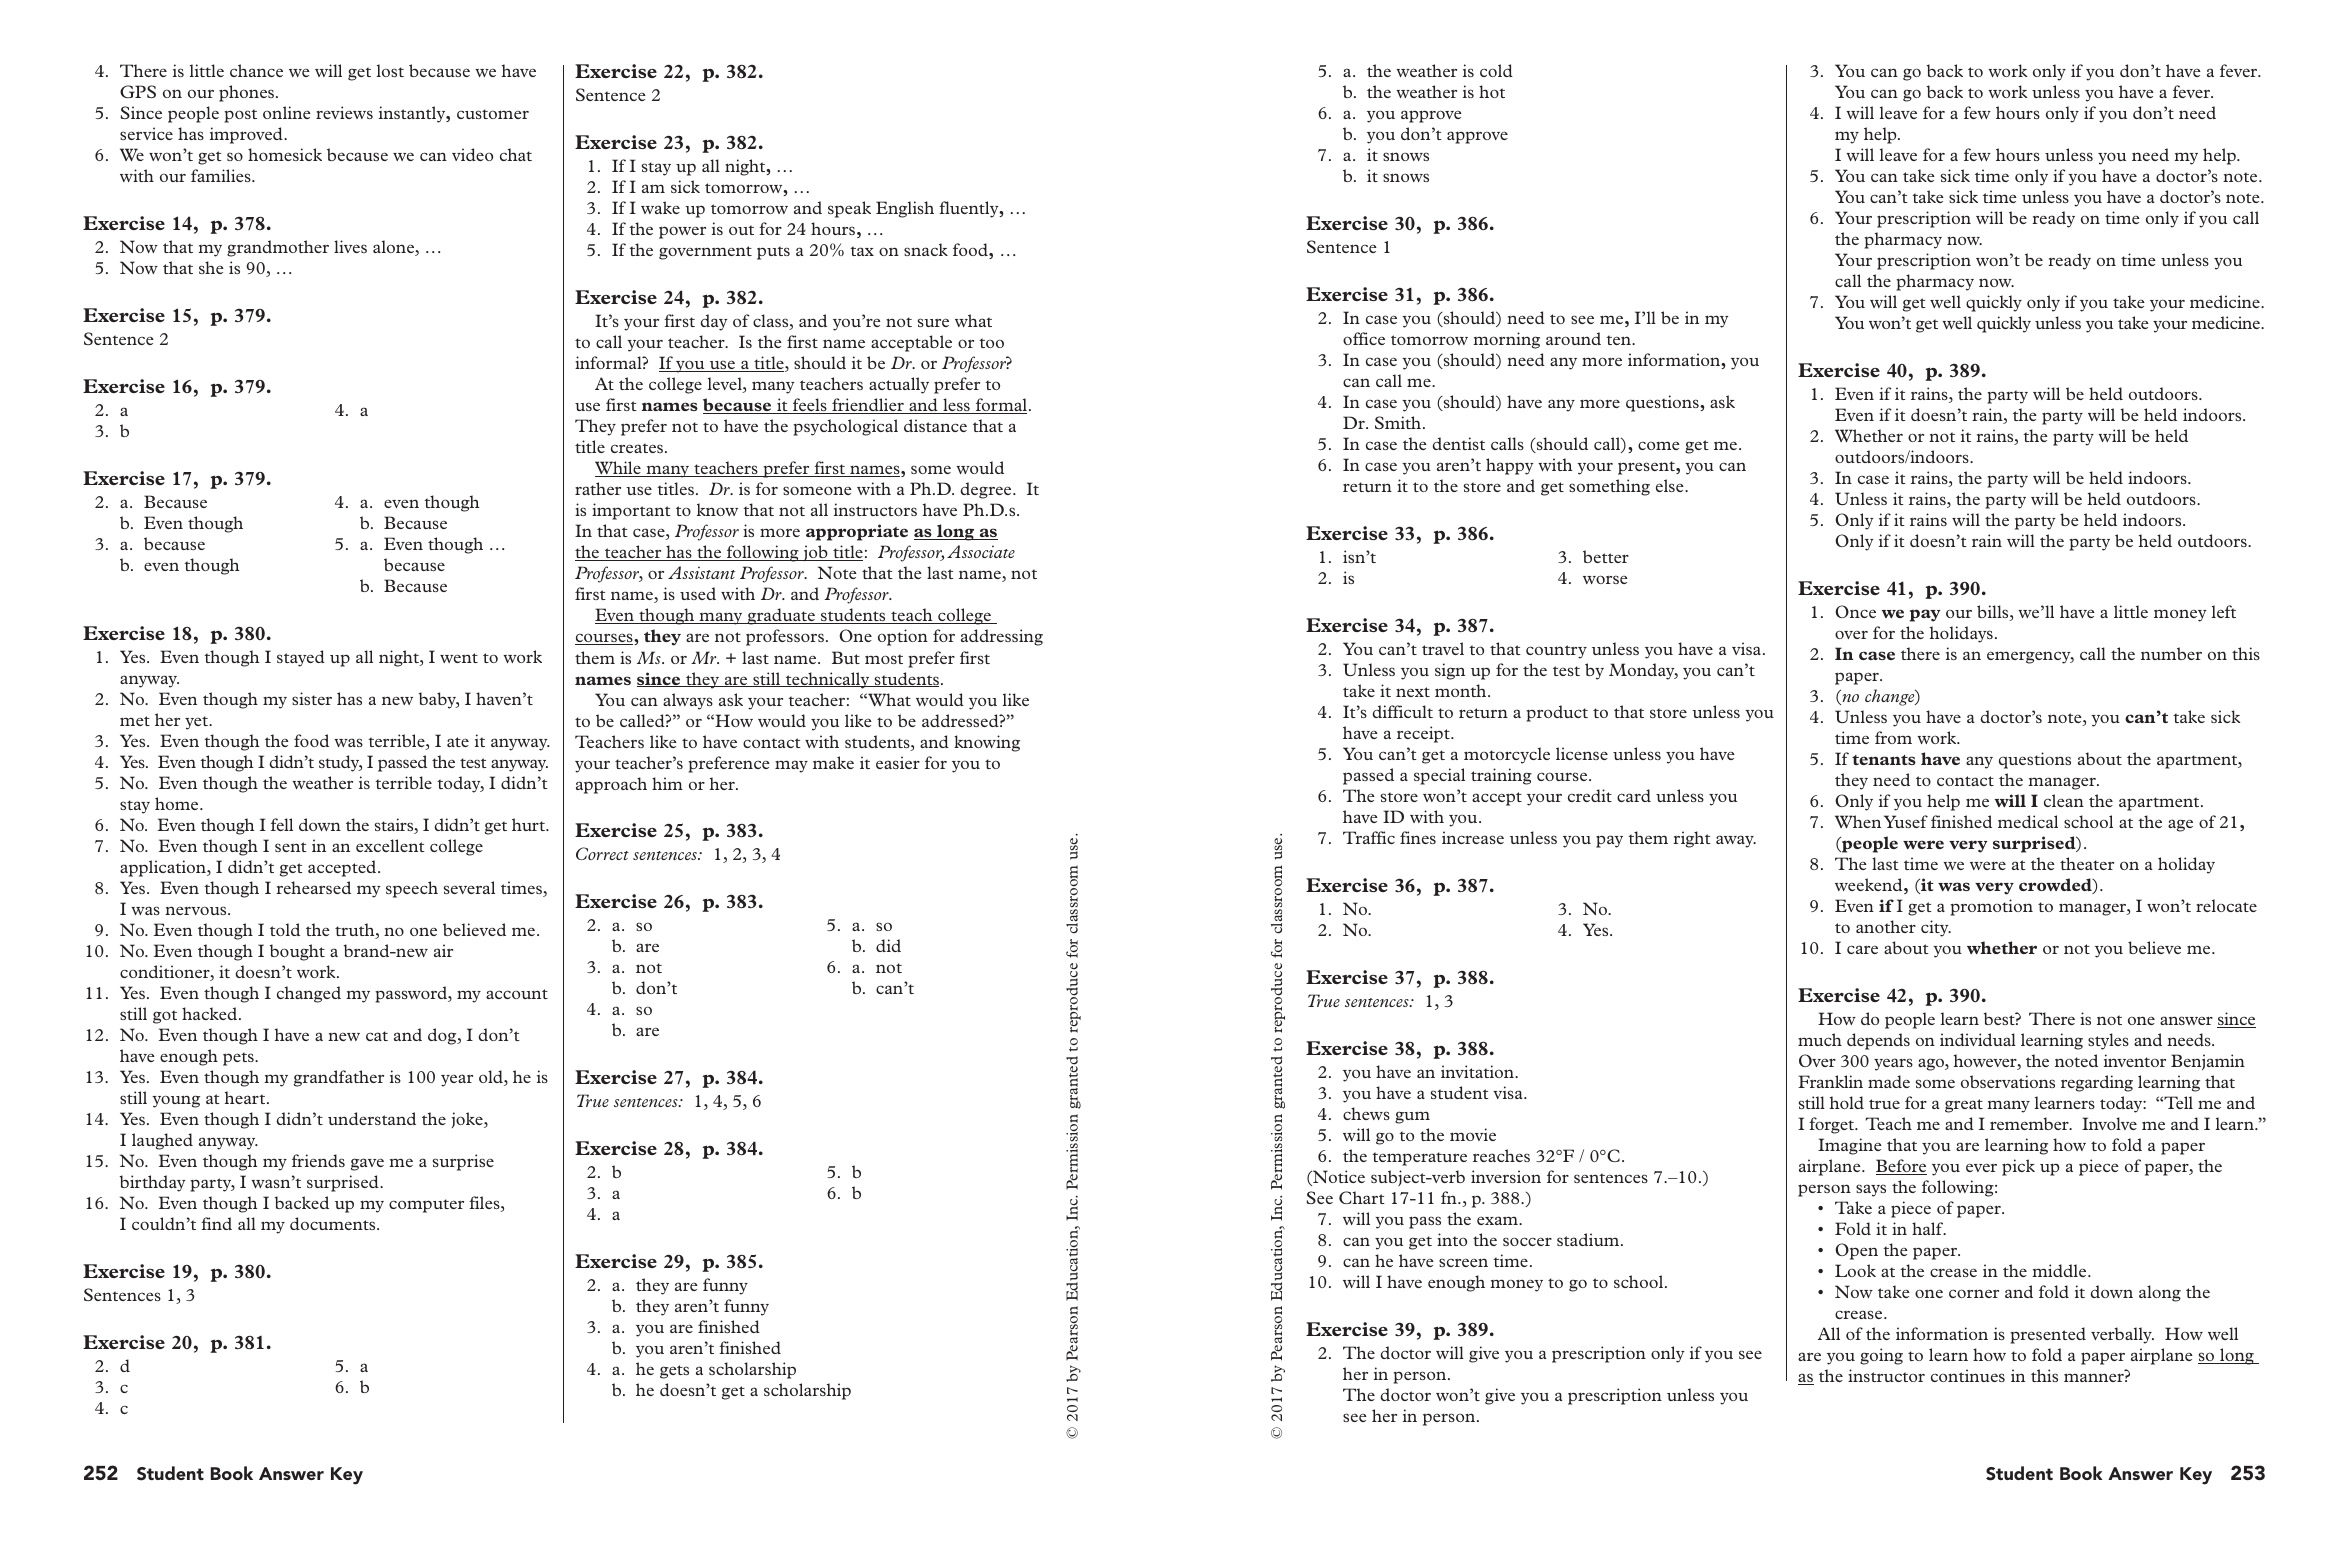 4. There is little chance we will get lost because we have
GPS on our phones.
5. Since people post online reviews instantly, customer
service has improved.
6. We won’t get so homesick because we can video chat
with our families.
Exercise 14, p. 378.
2. Now that my grandmother lives alone, …
5. Now that she is 90, …
Exercise 15, p. 379.
Sentence 2
Exercise 16, p. 379.
2. a 4. a
3. b
Exercise 17, p. 379.
2. a. Because 4. a. even though
b. Even though b. Because
3. a. because 5. a. Even though …
b. even though because
b. Because
Exercise 18, p. 380.
1. Yes. Even though I stayed up all night, I went to work
anyway.
2. No. Even though my sister has a new baby, I haven’t
met her yet.
3. Yes. Even though the food was terrible, I ate it anyway.
4. Yes. Even though I didn’t study, I passed the test anyway.
5. No. Even though the weather is terrible today, I didn’t
stay home.
6. No. Even though I fell down the stairs, I didn’t get hurt.
7. No. Even though I sent in an excellent college
application, I didn’t get accepted.
8. Yes. Even though I rehearsed my speech several times,
I was nervous.
9. No. Even though I told the truth, no one believed me.
10. No. Even though I bought a brand-new air
conditioner, it doesn’t work.
11. Yes. Even though I changed my password, my account
still got hacked.
12. No. Even though I have a new cat and dog, I don’t
have enough pets.
13. Yes. Even though my grandfather is 100 year old, he is
still young at heart.
14. Yes. Even though I didn’t understand the joke,
I laughed anyway.
15. No. Even though my friends gave me a surprise
birthday party, I wasn’t surprised.
16. No. Even though I backed up my computer files,
I couldn’t find all my documents.
Exercise 19, p. 380.
Sentences 1, 3
Exercise 20, p. 381.
2. d 5. a
3. c 6. b
4. c
Exercise 22, p. 382.
Sentence 2
Exercise 23, p. 382.
1. If I stay up all night, …
2. If I am sick tomorrow, …
3. If I wake up tomorrow and speak English fluently, …
4. If the power is out for 24 hours, …
5. If the government puts a 20% tax on snack food, …
Exercise 24, p. 382.
It’s your first day of class, and you’re not sure what
to call your teacher. Is the first name acceptable or too
informal? If you use a title, should it be Dr. or Professor?
At the college level, many teachers actually prefer to
use first names because it feels friendlier and less formal.
They prefer not to have the psychological distance that a
title creates.
While many teachers prefer first names, some would
rather use titles. Dr. is for someone with a Ph.D. degree. It
is important to know that not all instructors have Ph.D.s.
In that case, Professor is more appropriate as long as
the teacher has the following job title: Professor, Associate
Professor, or Assistant Professor. Note that the last name, not
first name, is used with Dr. and Professor.
Even though many graduate students teach college
courses, they are not professors. One option for addressing
them is Ms. or Mr. + last name. But most prefer first
names since they are still technically students.
You can always ask your teacher: “What would you like
to be called?” or “How would you like to be addressed?”
Teachers like to have contact with students, and knowing
your teacher’s preference may make it easier for you to
approach him or her.
Exercise 25, p. 383.
Correct sentences: 1, 2, 3, 4
Exercise 26, p. 383.
2. a. so 5. a. so
b. are b. did
3. a. not 6. a. not
b. don’t b. can’t
4. a. so
b. are
Exercise 27, p. 384.
True sentences: 1, 4, 5, 6
Exercise 28, p. 384.
2. b 5. b
3. a 6. b
4. a
Exercise 29, p. 385.
2. a. they are funny
b. they aren’t funny
3. a. you are finished
b. you aren’t finished
4. a. he gets a scholarship
b. he doesn’t get a scholarship
© 2017 by Pearson Education, Inc. Permission granted to reproduce for classroom use.
252 Student Book Answer Key
© 2017 by Pearson Education, Inc. Permission granted to reproduce for classroom use.
5. a. the weather is cold
b. the weather is hot
6. a. you approve
b. you don’t approve
7. a. it snows
b. it snows
Exercise 30, p. 386.
Sentence 1
Exercise 31, p. 386.
2. In case you (should) need to see me, I’ll be in my
office tomorrow morning around ten.
3. In case you (should) need any more information, you
can call me.
4. In case you (should) have any more questions, ask
Dr. Smith.
5. In case the dentist calls (should call), come get me.
6. In case you aren’t happy with your present, you can
return it to the store and get something else.
Exercise 33, p. 386.
1. isn’t 3. better
2. is 4. worse
Exercise 34, p. 387.
2. You can’t travel to that country unless you have a visa.
3. Unless you sign up for the test by Monday, you can’t
take it next month.
4. It’s difficult to return a product to that store unless you
have a receipt.
5. You can’t get a motorcycle license unless you have
passed a special training course.
6. The store won’t accept your credit card unless you
have ID with you.
7. Traffic fines increase unless you pay them right away.
Exercise 36, p. 387.
1. No. 3. No.
2. No. 4. Yes.
Exercise 37, p. 388.
True sentences: 1, 3
Exercise 38, p. 388.
2. you have an invitation.
3. you have a student visa.
4. chews gum
5. will go to the movie
6. the temperature reaches 32°F / 0°C.
(Notice subject-verb inversion for sentences 7.–10.)
See Chart 17-11 fn., p. 388.)
7. will you pass the exam.
8. can you get into the soccer stadium.
9. can he have screen time.
10. will I have enough money to go to school.
Exercise 39, p. 389.
2. The doctor will give you a prescription only if you see
her in person.
The doctor won’t give you a prescription unless you
see her in person.
3. You can go back to work only if you don’t have a fever.
You can go back to work unless you have a fever.
4. I will leave for a few hours only if you don’t need
my help.
I will leave for a few hours unless you need my help.
5. You can take sick time only if you have a doctor’s note.
You can’t take sick time unless you have a doctor’s note.
6. Your prescription will be ready on time only if you call
the pharmacy now.
Your prescription won’t be ready on time unless you
call the pharmacy now.
7. You will get well quickly only if you take your medicine.
You won’t get well quickly unless you take your medicine.
Exercise 40, p. 389.
1. Even if it rains, the party will be held outdoors.
Even if it doesn’t rain, the party will be held indoors.
2. Whether or not it rains, the party will be held
outdoors/indoors.
3. In case it rains, the party will be held indoors.
4. Unless it rains, the party will be held outdoors.
5. Only if it rains will the party be held indoors.
Only if it doesn’t rain will the party be held outdoors.
Exercise 41, p. 390.
1. Once we pay our bills, we’ll have a little money left
over for the holidays.
2. In case there is an emergency, call the number on this
paper.
3. (no change)
4. Unless you have a doctor’s note, you can’t take sick
time from work.
5. If tenants have any questions about the apartment,
they need to contact the manager.
6. Only if you help me will I clean the apartment.
7. When Yusef finished medical school at the age of 21,
(people were very surprised).
8. The last time we were at the theater on a holiday
weekend, (it was very crowded).
9. Even if I get a promotion to manager, I won’t relocate
to another city.
10. I care about you whether or not you believe me.
Exercise 42, p. 390.
How do people learn best? There is not one answer since
much depends on individual learning styles and needs.
Over 300 years ago, however, the noted inventor Benjamin
Franklin made some observations regarding learning that
still hold true for a great many learners today: “Tell me and
I forget. Teach me and I remember. Involve me and I learn.”
Imagine that you are learning how to fold a paper
airplane. Before you ever pick up a piece of paper, the
person says the following:
• Take a piece of paper.
• Fold it in half.
• Open the paper.
• Look at the crease in the middle.
• Now take one corner and fold it down along the
crease.
All of the information is presented verbally. How well
are you going to learn how to fold a paper airplane so long
as the instructor continues in this manner?
Student Book Answer Key 253